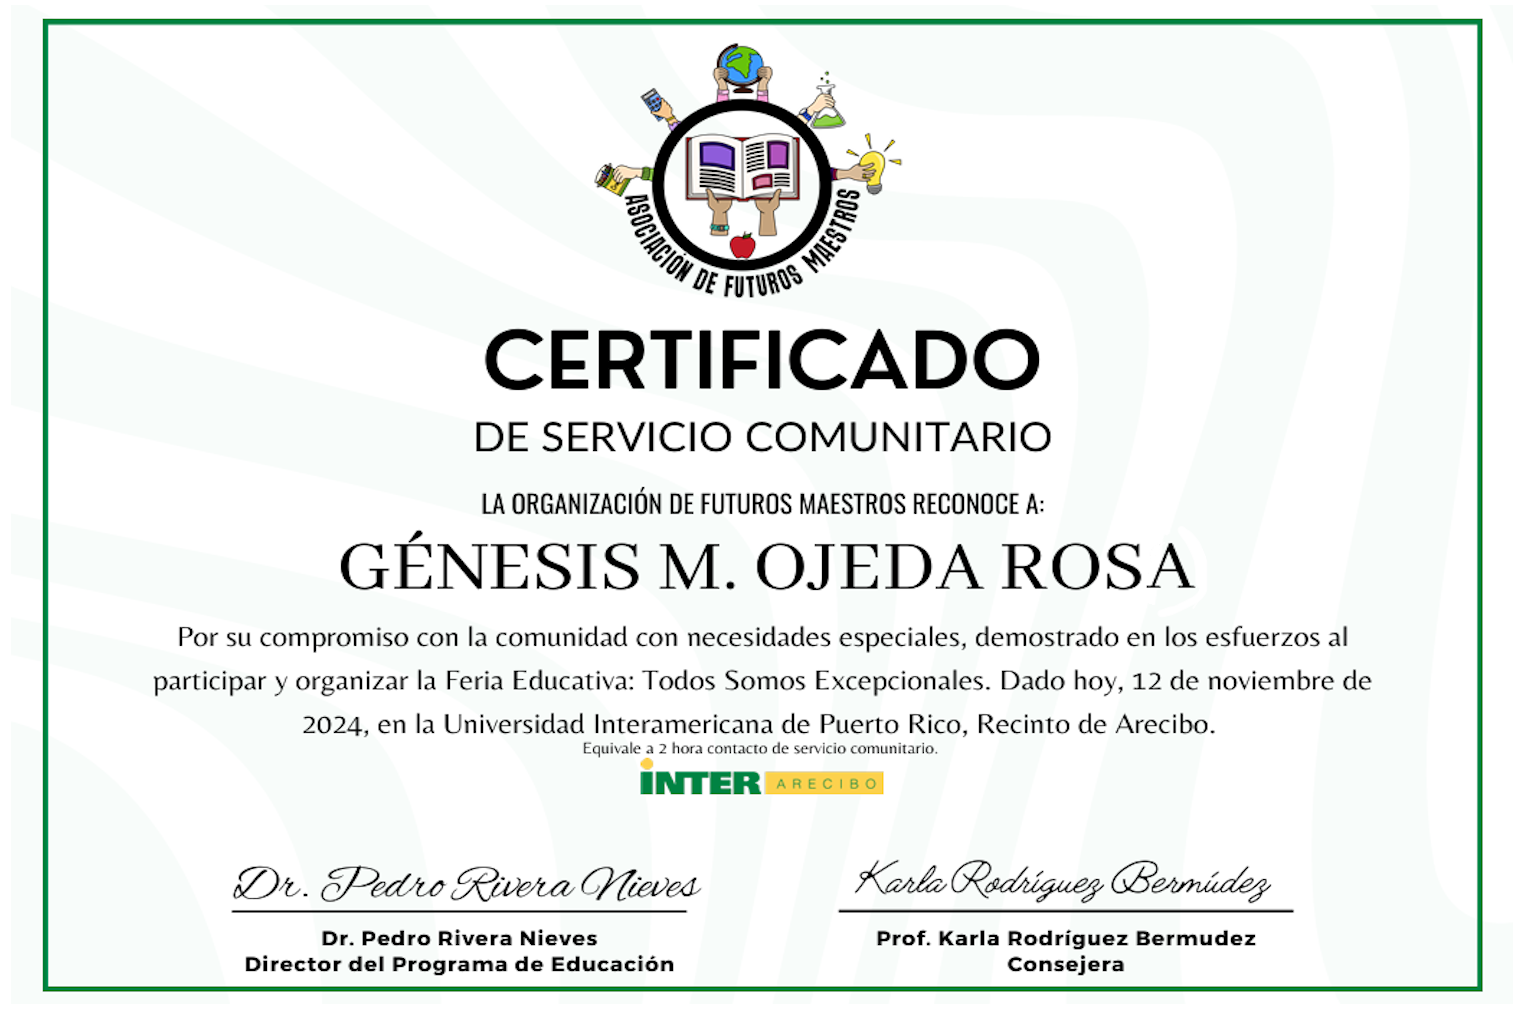 ASOCIACIÓN DE FUTUROS MAESTROS
CERTIFICADO
DE SERVICIO COMUNITARIO
LA ORGANIZACIÓN DE FUTUROS MAESTROS RECONOCE A:
GÉNESIS M. OJEDA ROSA
Por su compromiso con la comunidad con necesidades especiales, demostrado en los esfuerzos al
participar y organizar la Feria Educativa: Todos Somos Excepcionales. Dado hoy, 12 de noviembre de
2024, en la Universidad Interamericana de Puerto Rico, Recinto de Arecibo.
Equivale a 2 hora contacto de servicio comunitario.
INTER ARECIBO
Dr. Pedro Rivera Nieves
Karla Rodríguez Bermúdez
Dr. Pedro Rivera Nieves
Director del Programa de Educación
Prof. Karla Rodríguez Bermudez
Consejera